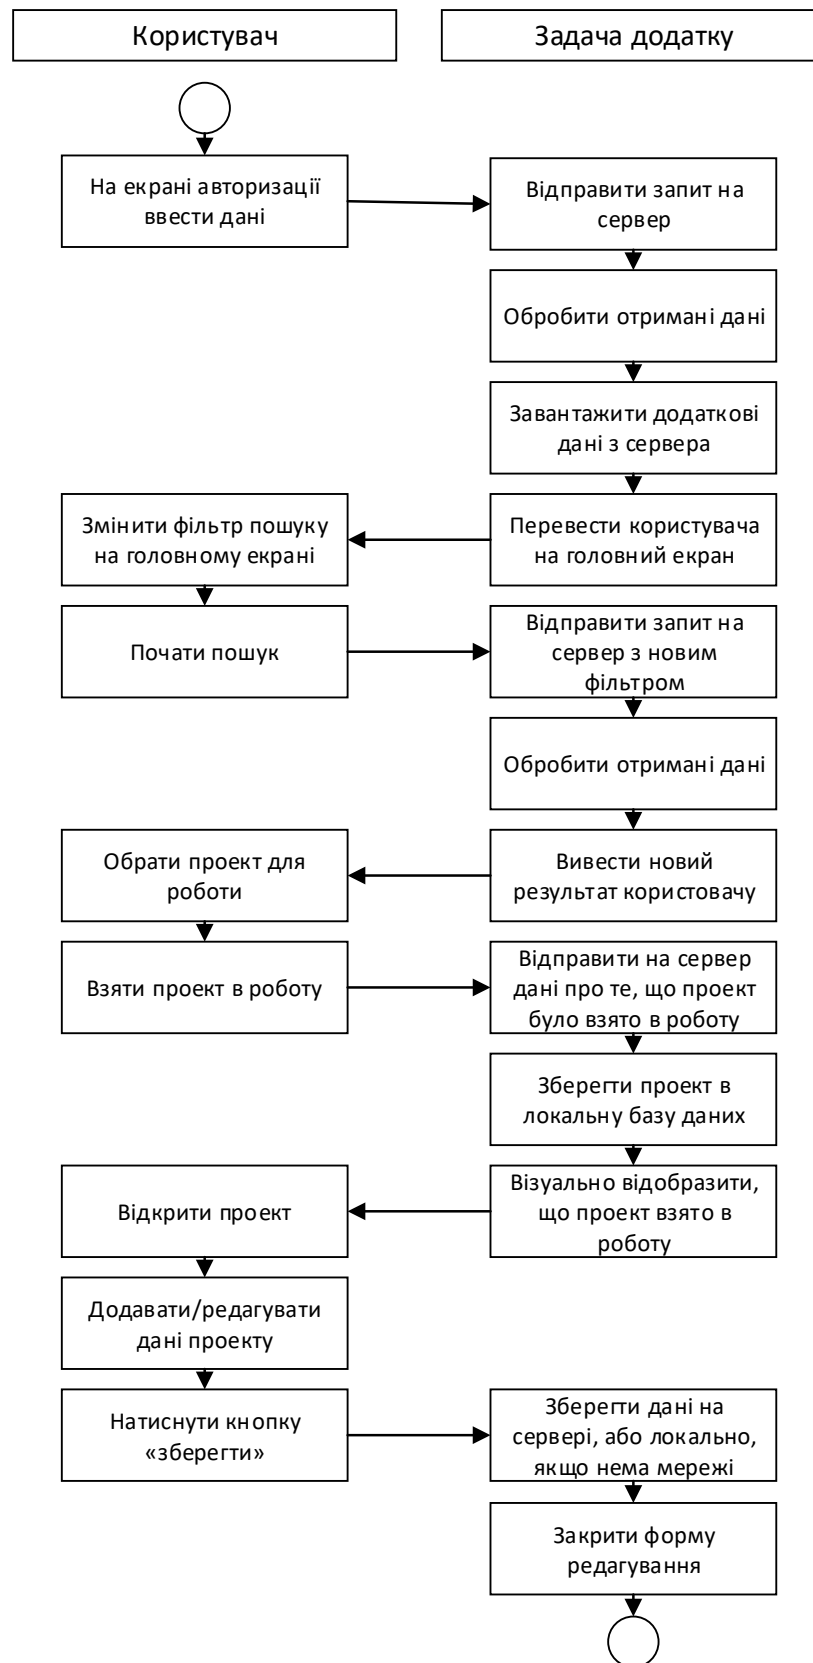 Користувач
Задача додатку
На екрані авторизації
ввести дані
Відправити запит на
сервер
Обробити отримані дані
Завантажити додаткові
дані з сервера
Перевести користувача
на головний екран
Змінити фільтр пошуку
на головному екрані
Почати пошук
Відправити запит на
сервер з новим
фільтром
Обробити отримані дані
Вивести новий
результат користовачу
Обрати проект для
роботи
Взяти проект в роботу
Відправити на сервер
дані про те, що проект
було взято в роботу
Зберегти проект в
локальну базу даних
Візуально відобразити,
що проект взято в
роботу
Відкрити проект
Додавати/редагувати
дані проекту
Натиснути кнопку
«зберегти»
Зберегти дані на
сервері, або локально,
якщо нема мережі
Закрити форму
редагування